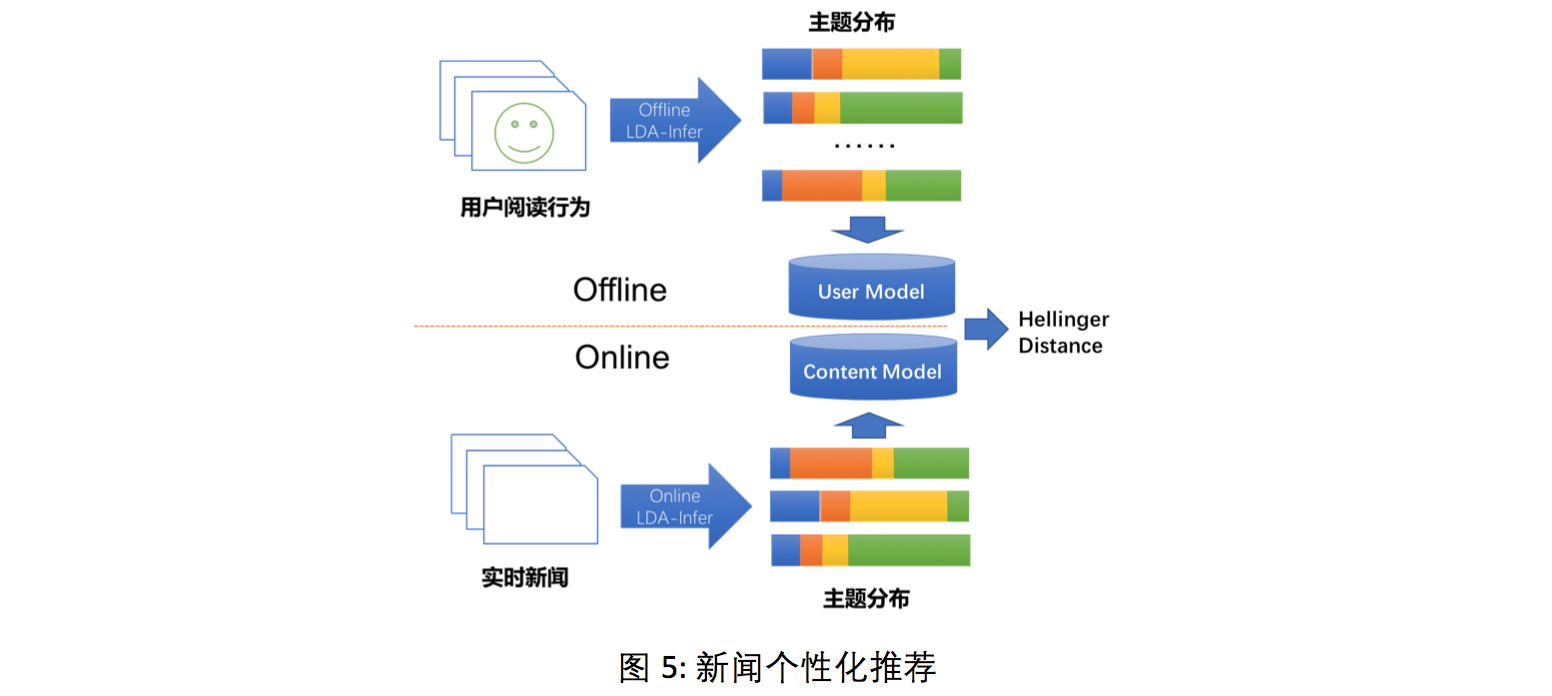 主题分布
Offline
LDA-Infer
······
用户阅读行为
Offline
User Model
Hellinger
Distance
Online
Content Model
Online
LDA-Infer
实时新闻
主题分布
图 5: 新闻个性化推荐